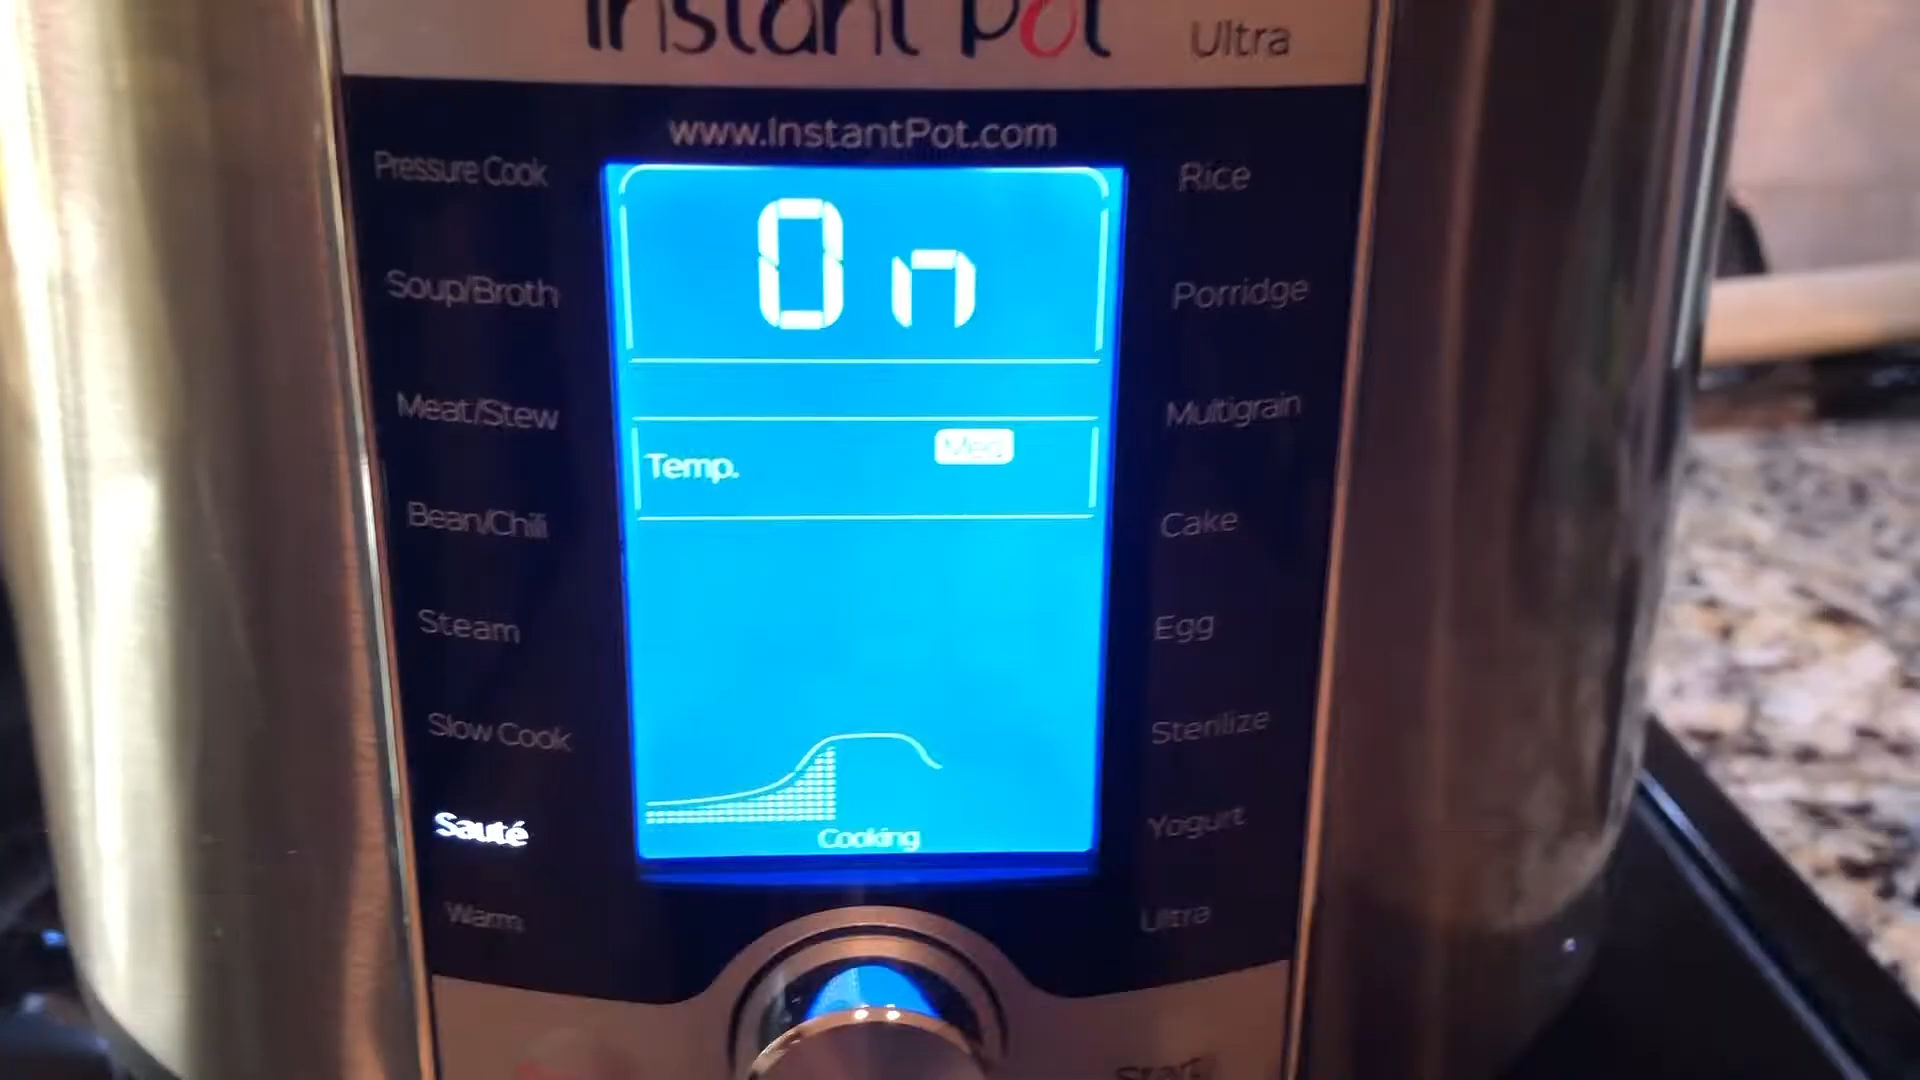 Instant Pot Ultra
www.InstantPot.com
Pressure Cook
Soup/Broth
Meat/Stew
Bean/Chili
Steam
Slow Cook
Sauté
Warm
On
Temp. Med
Cooking
Rice
Porridge
Multigrain
Cake
Egg
Sterilize
Yogurt
Ultra
Start